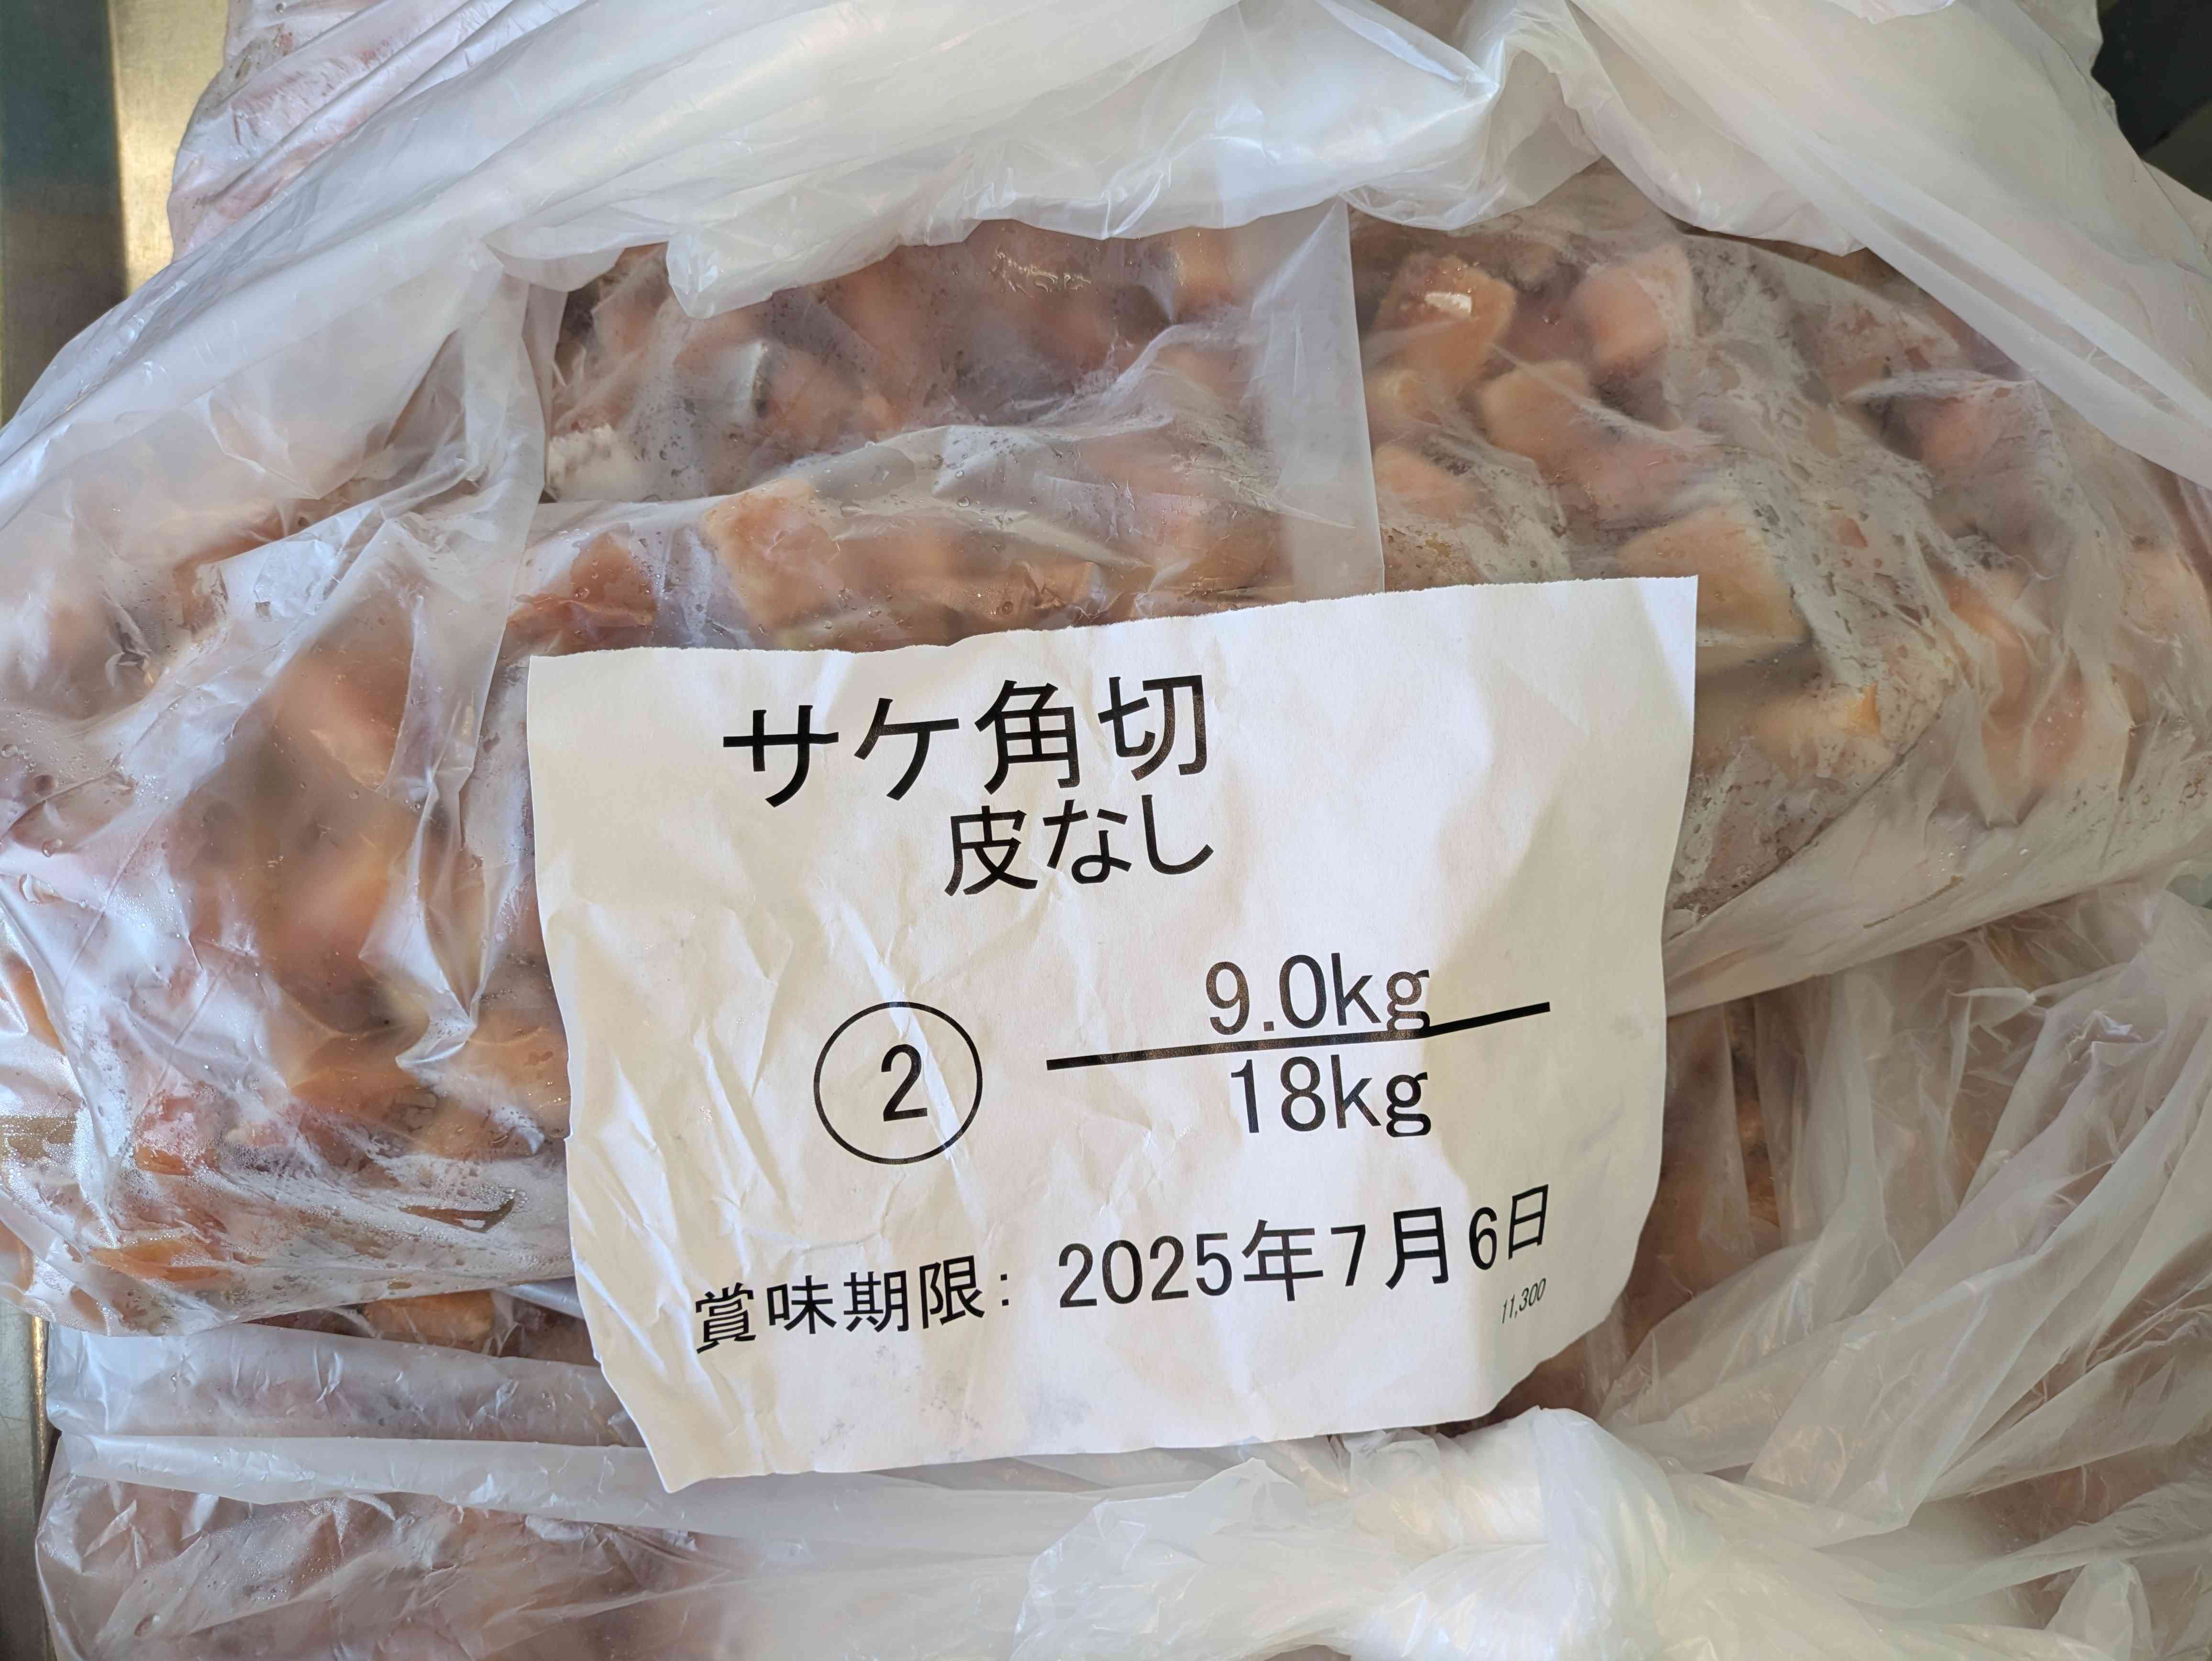 サケ角切
皮なし
② 9.0kg
18kg
賞味期限: 2025年7月6日
11,300